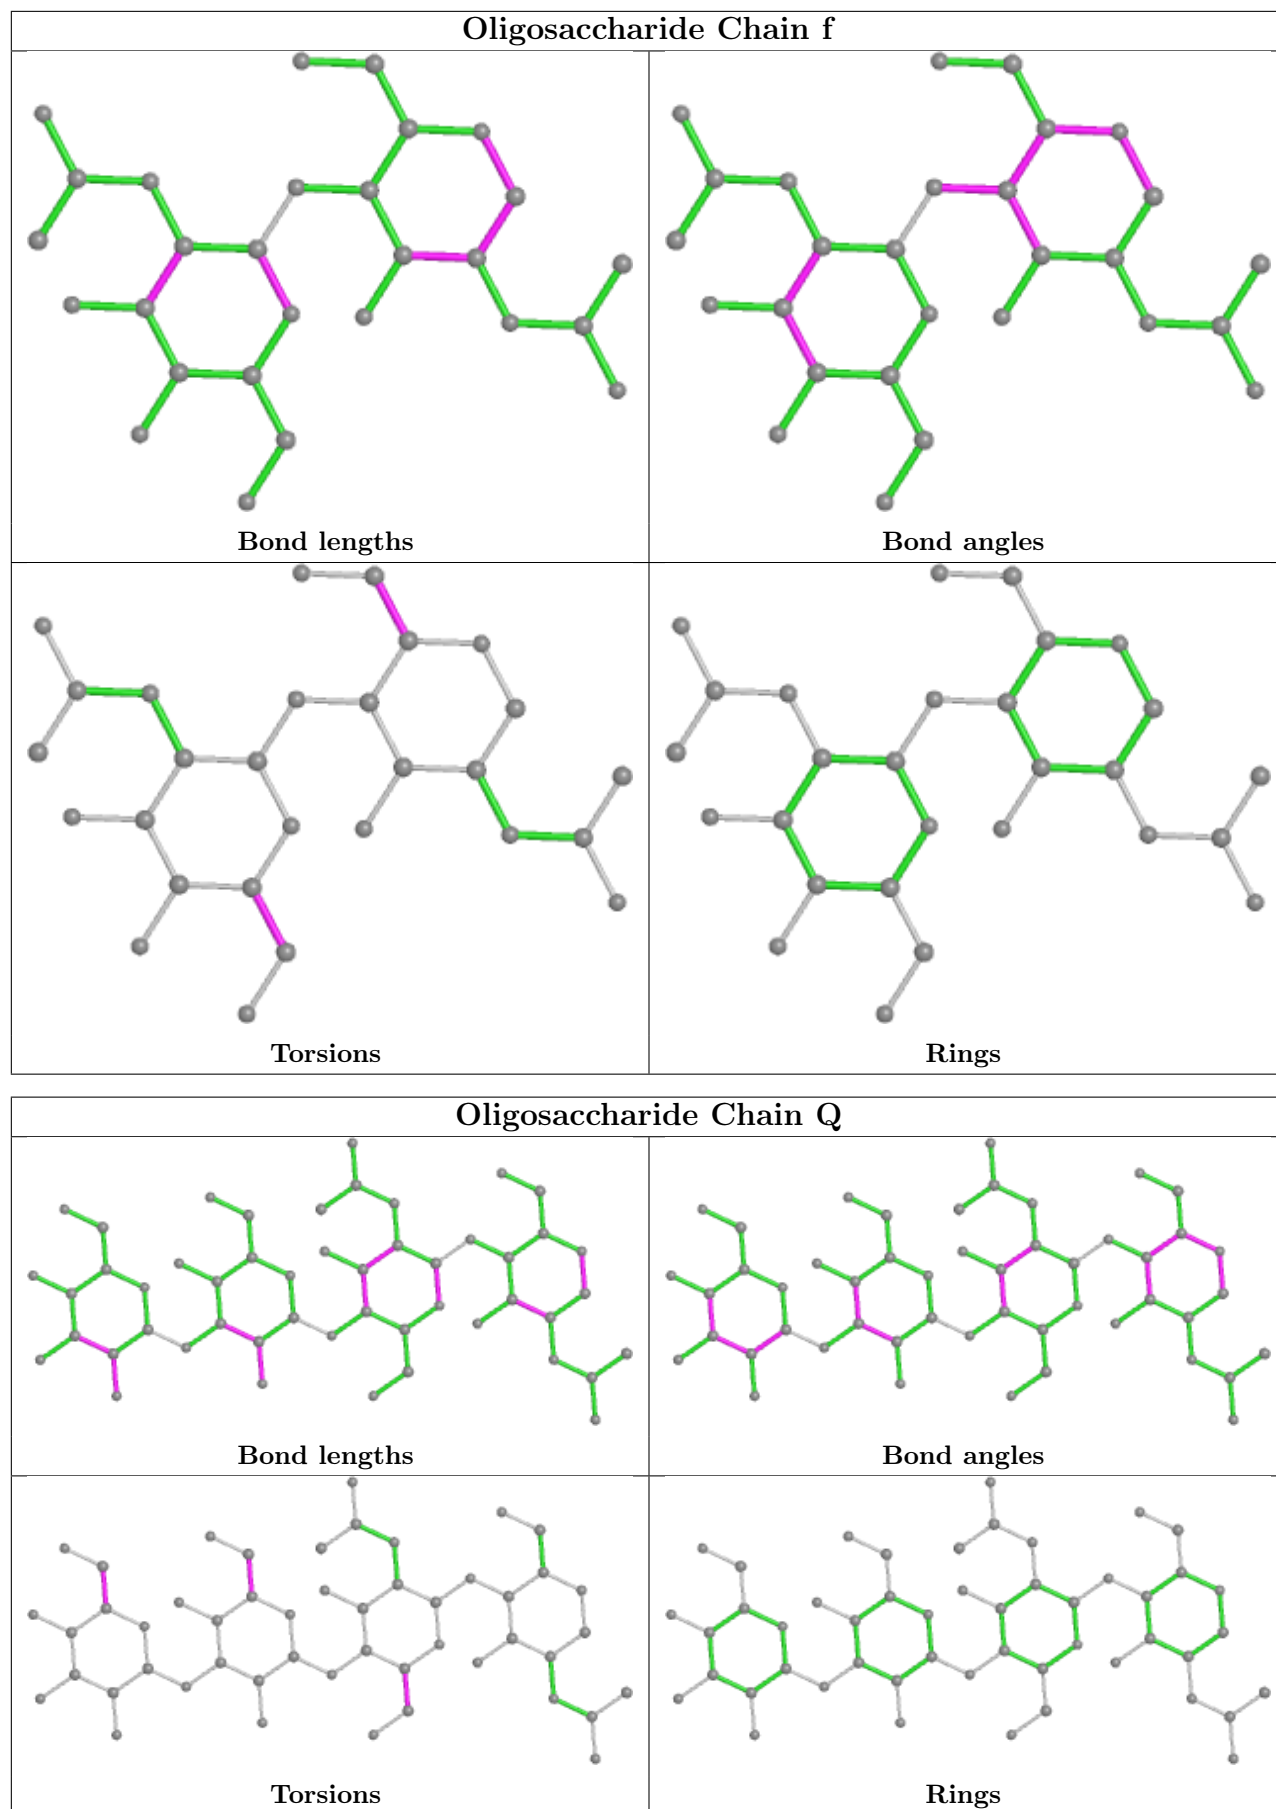 Oligosaccharide Chain f
Bond lengths
Bond angles
Torsions
Rings
Oligosaccharide Chain Q
Bond lengths
Bond angles
Torsions
Rings